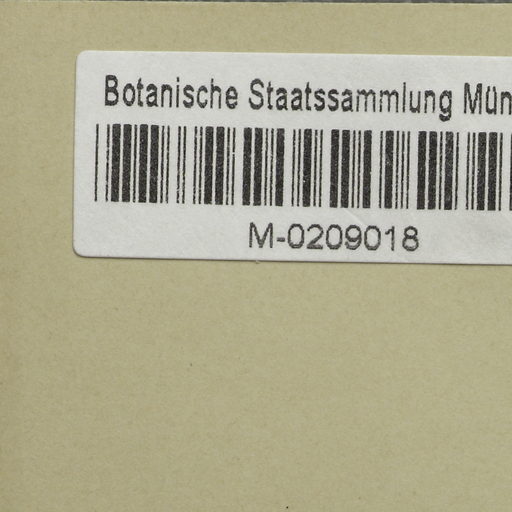 Botanische Staatssammlung Mün
M-0209018